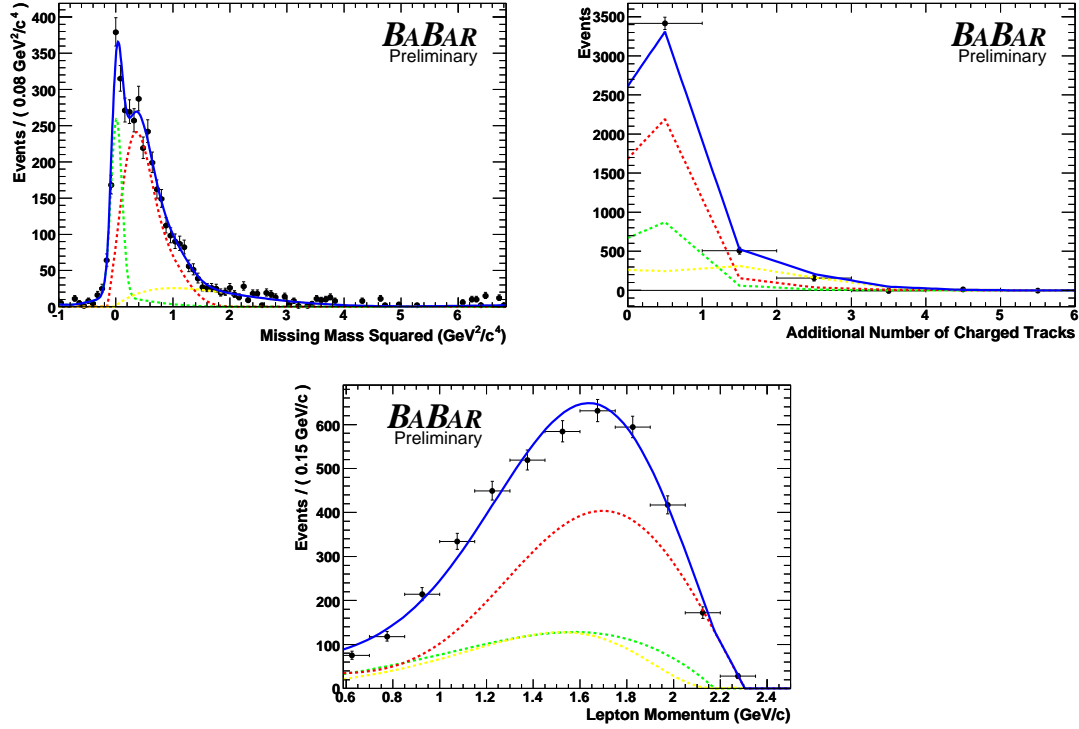 Events / ( 0.08 GeV²/c⁴ )
400
350
300
250
200
150
100
50
0
BABAR
Preliminary
-1 0 1 2 3 4 5 6
Missing Mass Squared (GeV²/c⁴)
Events
3500
3000
2500
2000
1500
1000
500
0
BABAR
Preliminary
0 1 2 3 4 5 6
Additional Number of Charged Tracks
Events / ( 0.15 GeV/c )
600
500
400
300
200
100
0
BABAR
Preliminary
0.6 0.8 1 1.2 1.4 1.6 1.8 2 2.2 2.4
Lepton Momentum (GeV/c)